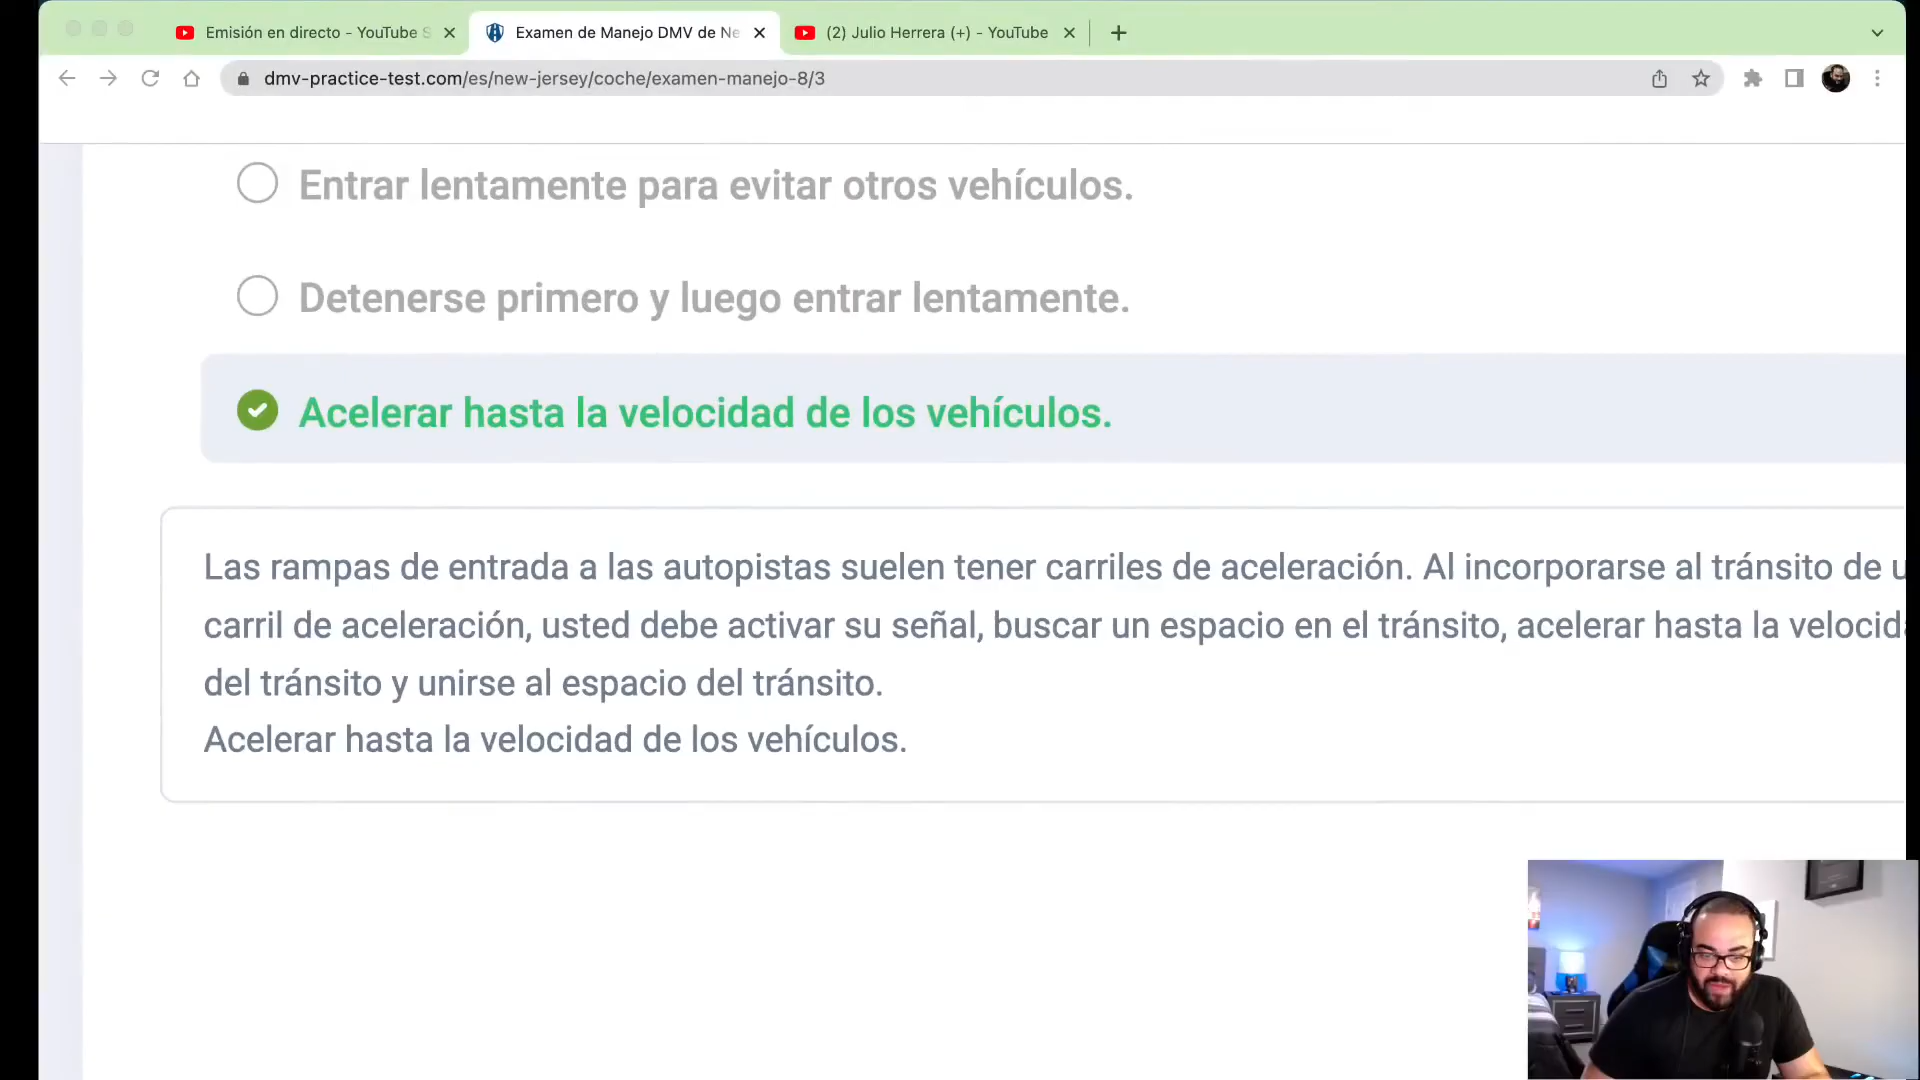 Emisión en directo - YouTube S
Examen de Manejo DMV de Ne
(2) Julio Herrera (+) - YouTube
dmv-practice-test.com/es/new-jersey/coche/examen-manejo-8/3
Entrar lentamente para evitar otros vehículos.
Detenerse primero y luego entrar lentamente.
Acelerar hasta la velocidad de los vehículos.
Las rampas de entrada a las autopistas suelen tener carriles de aceleración. Al incorporarse al tránsito de u
carril de aceleración, usted debe activar su señal, buscar un espacio en el tránsito, acelerar hasta la velocida
del tránsito y unirse al espacio del tránsito.
Acelerar hasta la velocidad de los vehículos.